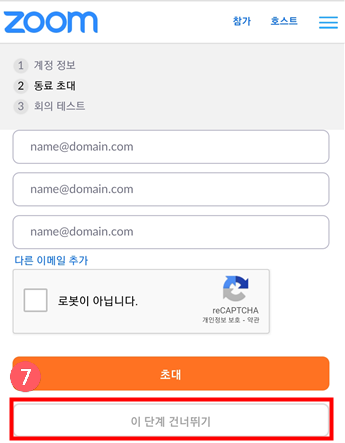 zoom
참가 호스트
1 계정 정보
2 동료 초대
3 회의 테스트
name@domain.com
name@domain.com
name@domain.com
다른 이메일 추가
로봇이 아닙니다.
reCAPTCHA
개인정보 보호 - 약관
7
초대
이 단계 건너뛰기